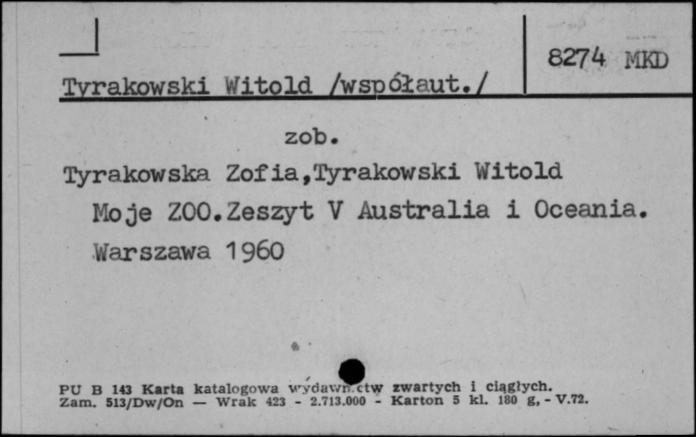 8274 MKD
Tyrakowski Witold /współaut./
zob.
Tyrakowska Zofia,Tyrakowski Witold
Moje ZOO.Zeszyt V Australia i Oceania.
Warszawa 1960
PU B 143 Karta katalogowa wydawnictw zwartych i ciągłych.
Zam. 513/Dw/On — Wrak 423 - 2.713.000 - Karton 5 kl. 180 g, - V.72.